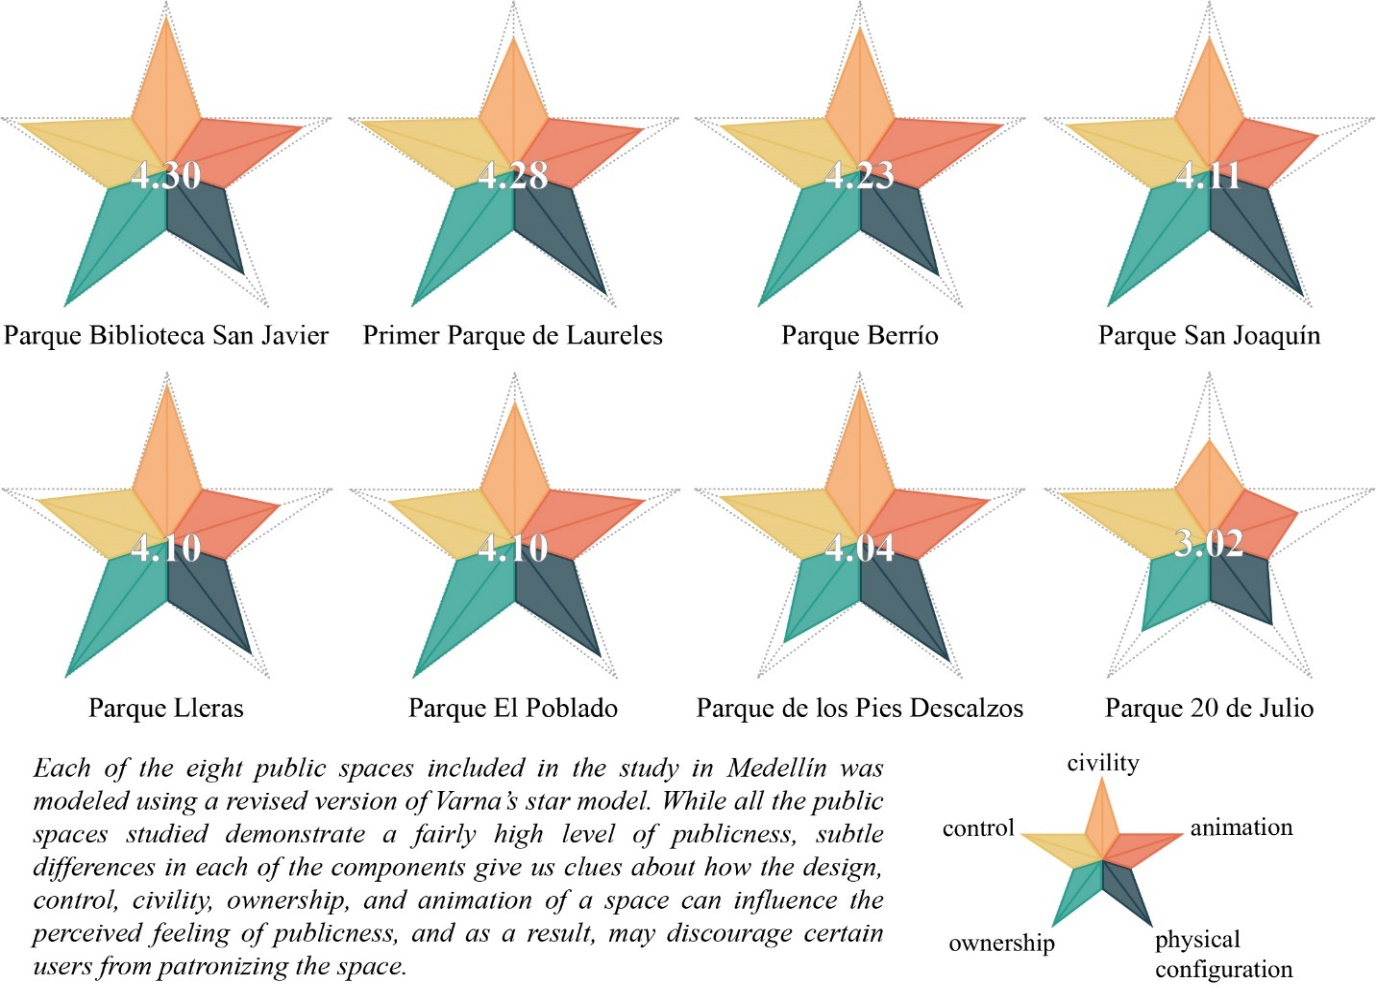 4.30
4.28
4.23
4.11
Parque Biblioteca San Javier
Primer Parque de Laureles
Parque Berrío
Parque San Joaquín
4.10
4.10
4.04
3.02
Parque Lleras
Parque El Poblado
Parque de los Pies Descalzos
Parque 20 de Julio
Each of the eight public spaces included in the study in Medellín was
modeled using a revised version of Varna's star model. While all the public
spaces studied demonstrate a fairly high level of publicness, subtle
differences in each of the components give us clues about how the design,
control, civility, ownership, and animation of a space can influence the
perceived feeling of publicness, and as a result, may discourage certain
users from patronizing the space.
civility
control
animation
ownership
physical
configuration